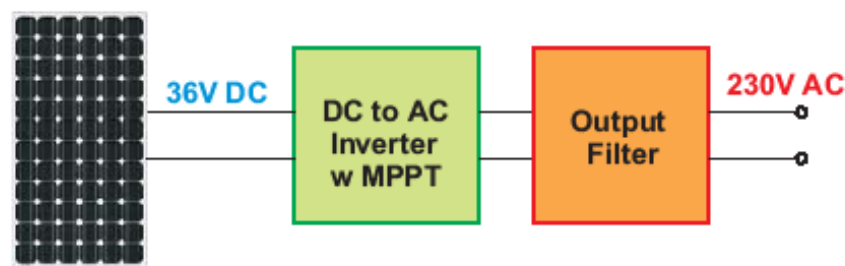 36V DC
DC to AC
Inverter
w MPPT
Output
Filter
230V AC